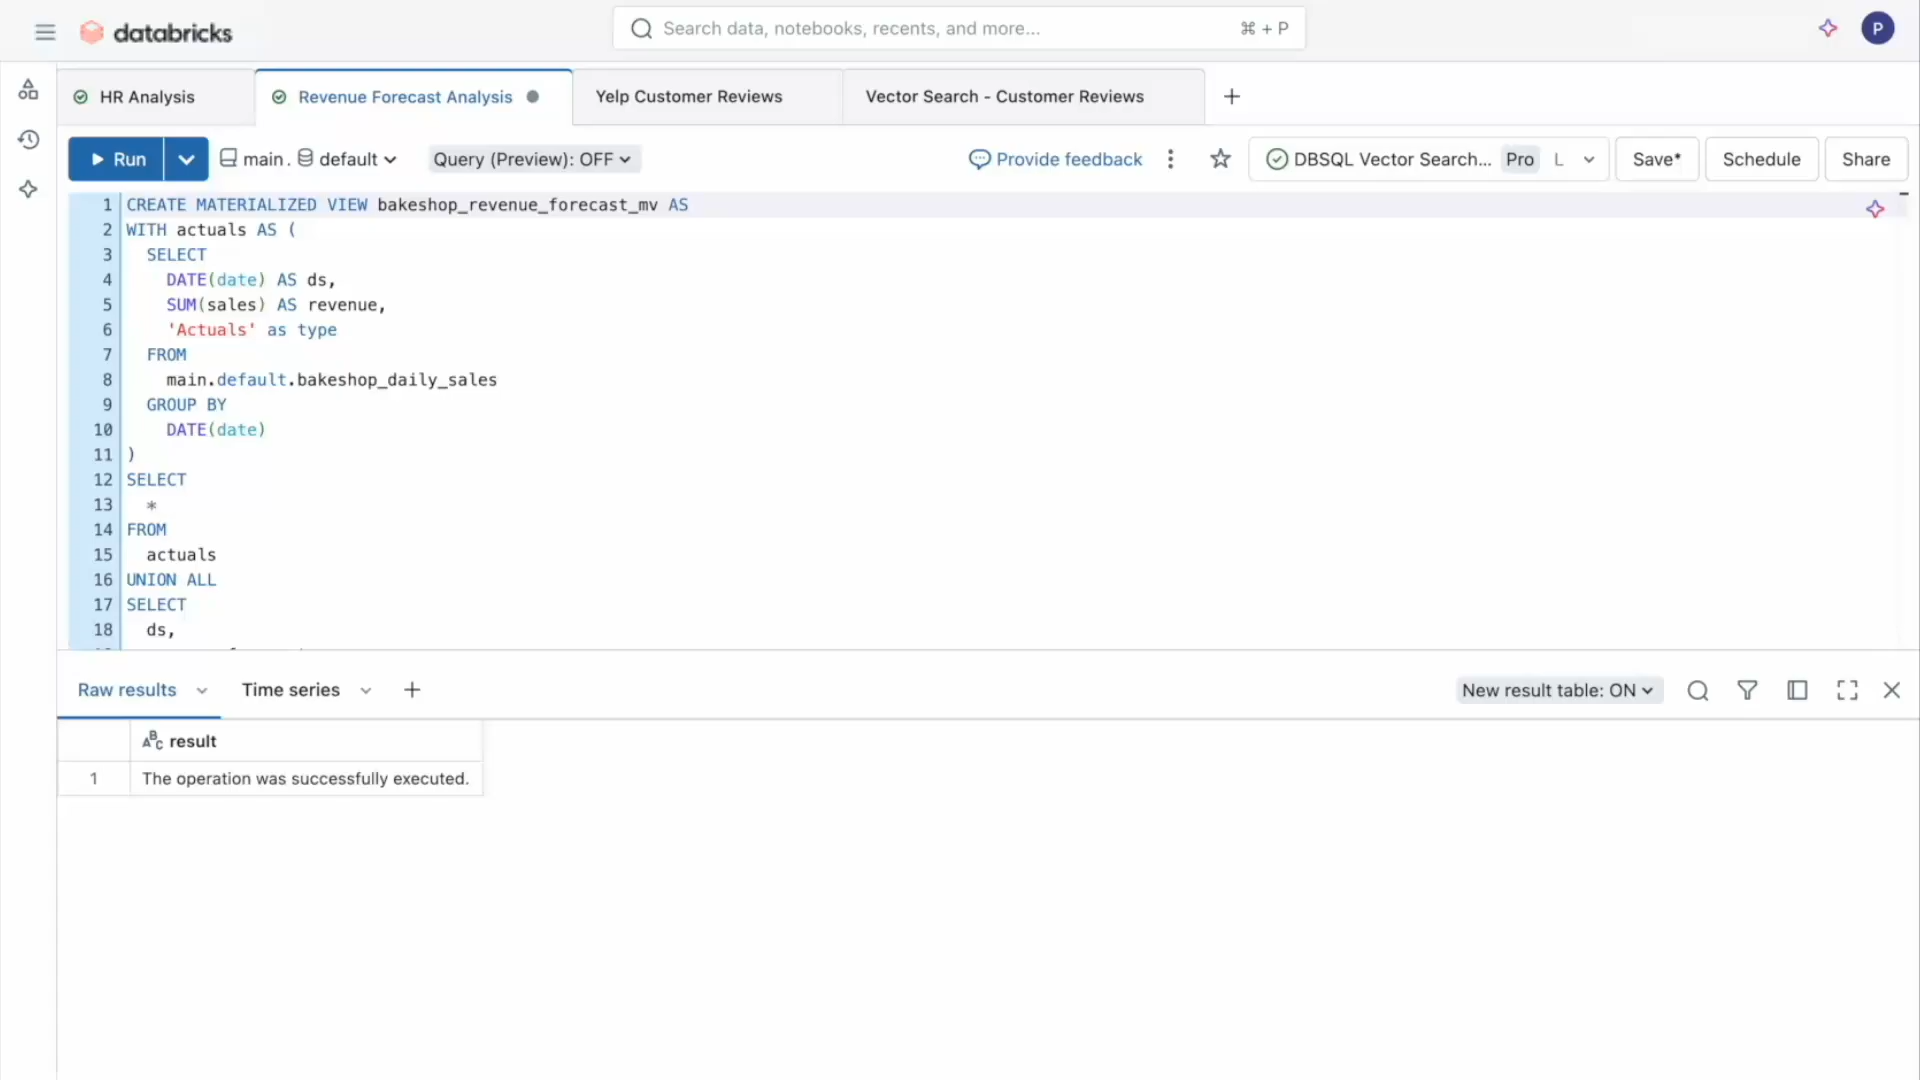 databricks
Search data, notebooks, recents, and more...
⌘ + P
P
HR Analysis
Revenue Forecast Analysis
Yelp Customer Reviews
Vector Search - Customer Reviews
Run
main. default
Query (Preview): OFF
Provide feedback
DBSQL Vector Search... Pro L
Save*
Schedule
Share
1 CREATE MATERIALIZED VIEW bakeshop_revenue_forecast_mv AS
2 WITH actuals AS (
3 SELECT
4 DATE(date) AS ds,
5 SUM(sales) AS revenue,
6 'Actuals' as type
7 FROM
8 main.default.bakeshop_daily_sales
9 GROUP BY
10 DATE(date)
11 )
12 SELECT
13 *
14 FROM
15 actuals
16 UNION ALL
17 SELECT
18 ds,
Raw results
Time series
New result table: ON
ABC result
1 The operation was successfully executed.